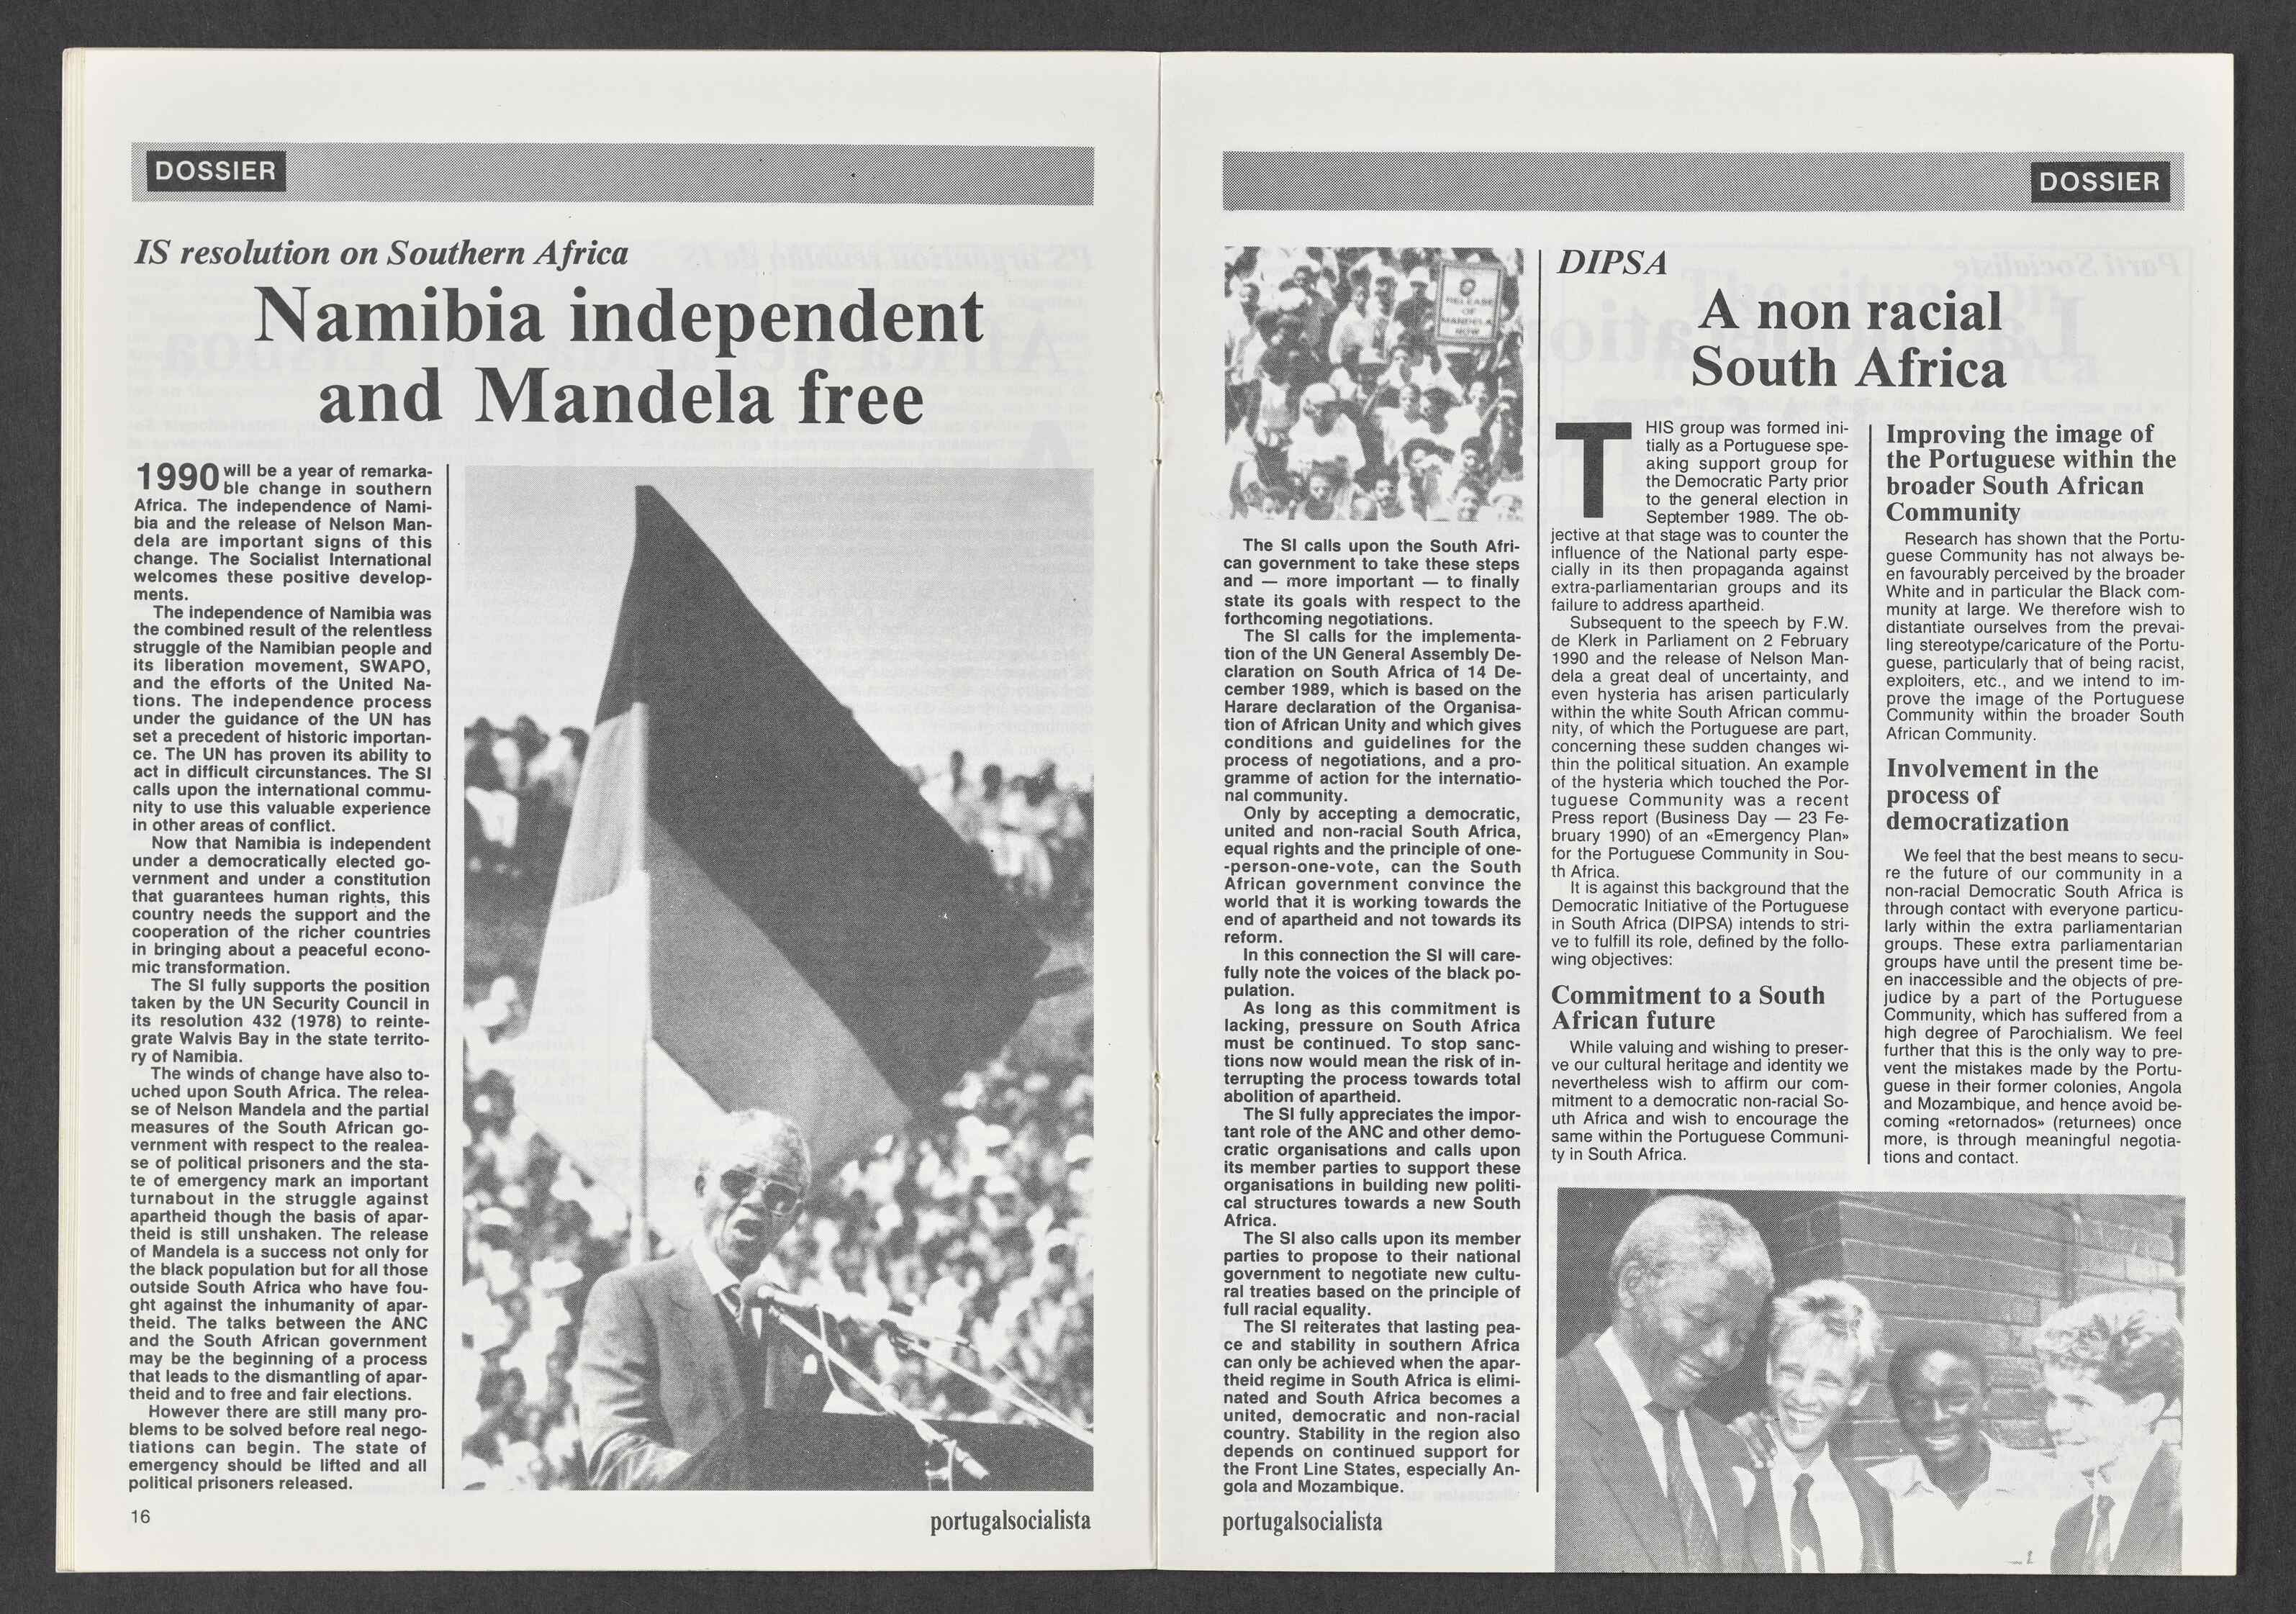 DOSSIER
IS resolution on Southern Africa
Namibia independent
and Mandela free
1990 will be a year of remarka-
ble change in southern
Africa. The independence of Nami-
bia and the release of Nelson Man-
dela are important signs of this
change. The Socialist International
welcomes these positive develop-
ments.
The independence of Namibia was
the combined result of the relentless
struggle of the Namibian people and
its liberation movement, SWAPO,
and the efforts of the United Na-
tions. The independence process
under the guidance of the UN has
set a precedent of historic importan-
ce. The UN has proven its ability to
act in difficult circumstances. The SI
calls upon the international commu-
nity to use this valuable experience
in other areas of conflict.
Now that Namibia is independent
under a democratically elected go-
vernment and under a constitution
that guarantees human rights, this
country needs the support and the
cooperation of the richer countries
in bringing about a peaceful econo-
mic transformation.
The SI fully supports the position
taken by the UN Security Council in
its resolution 432 (1978) to reinte-
grate Walvis Bay in the state territo-
ry of Namibia.
The winds of change have also to-
uched upon South Africa. The relea-
se of Nelson Mandela and the partial
measures of the South African go-
vernment with respect to the realea-
se of political prisoners and the sta-
te of emergency mark an important
turnabout in the struggle against
apartheid though the basis of apar-
theid is still unshaken. The release
of Mandela is a success not only for
the black population but for all those
outside South Africa who have fou-
ght against the inhumanity of apar-
theid. The talks between the ANC
and the South African government
may be the beginning of a process
that leads to the dismantling of apar-
theid and to free and fair elections.
However there are still many pro-
blems to be solved before real nego-
tiations can begin. The state of
emergency should be lifted and all
political prisoners released.
16
portugalsocialista
DOSSIER
RELEASE
OF
MANDELA
NOW
The SI calls upon the South Afri-
can government to take these steps
and — more important — to finally
state its goals with respect to the
forthcoming negotiations.
The SI calls for the implementa-
tion of the UN General Assembly De-
claration on South Africa of 14 De-
cember 1989, which is based on the
Harare declaration of the Organisa-
tion of African Unity and which gives
conditions and guidelines for the
process of negotiations, and a pro-
gramme of action for the internatio-
nal community.
Only by accepting a democratic,
united and non-racial South Africa,
equal rights and the principle of one-
-person-one-vote, can the South
African government convince the
world that it is working towards the
end of apartheid and not towards its
reform.
In this connection the SI will care-
fully note the voices of the black po-
pulation.
As long as this commitment is
lacking, pressure on South Africa
must be continued. To stop sanc-
tions now would mean the risk of in-
terrupting the process towards total
abolition of apartheid.
The SI fully appreciates the impor-
tant role of the ANC and other demo-
cratic organisations and calls upon
its member parties to support these
organisations in building new politi-
cal structures towards a new South
Africa.
The SI also calls upon its member
parties to propose to their national
government to negotiate new cultu-
ral treaties based on the principle of
full racial equality.
The SI reiterates that lasting pea-
ce and stability in southern Africa
can only be achieved when the apar-
theid regime in South Africa is elimi-
nated and South Africa becomes a
united, democratic and non-racial
country. Stability in the region also
depends on continued support for
the Front Line States, especially An-
gola and Mozambique.
portugalsocialista
DIPSA
A non racial
South Africa
THIS group was formed ini-
tially as a Portuguese spe-
aking support group for
the Democratic Party prior
to the general election in
September 1989. The ob-
jective at that stage was to counter the
influence of the National party espe-
cially in its then propaganda against
extra-parliamentarian groups and its
failure to address apartheid.
Subsequent to the speech by F.W.
de Klerk in Parliament on 2 February
1990 and the release of Nelson Man-
dela a great deal of uncertainty, and
even hysteria has arisen particularly
within the white South African commu-
nity, of which the Portuguese are part,
concerning these sudden changes wi-
thin the political situation. An example
of the hysteria which touched the Por-
tuguese Community was a recent
Press report (Business Day — 23 Fe-
bruary 1990) of an «Emergency Plan»
for the Portuguese Community in Sou-
th Africa.
It is against this background that the
Democratic Initiative of the Portuguese
in South Africa (DIPSA) intends to stri-
ve to fulfill its role, defined by the follo-
wing objectives:
Commitment to a South
African future
While valuing and wishing to preser-
ve our cultural heritage and identity we
nevertheless wish to affirm our com-
mitment to a democratic non-racial So-
uth Africa and wish to encourage the
same within the Portuguese Communi-
ty in South Africa.
Improving the image of
the Portuguese within the
broader South African
Community
Research has shown that the Portu-
guese Community has not always be-
en favourably perceived by the broader
White and in particular the Black com-
munity at large. We therefore wish to
distantiate ourselves from the prevai-
ling stereotype/caricature of the Portu-
guese, particularly that of being racist,
exploiters, etc., and we intend to im-
prove the image of the Portuguese
Community within the broader South
African Community.
Involvement in the
process of
democratization
We feel that the best means to secu-
re the future of our community in a
non-racial Democratic South Africa is
through contact with everyone particu-
larly within the extra parliamentarian
groups. These extra parliamentarian
groups have until the present time be-
en inaccessible and the objects of pre-
judice by a part of the Portuguese
Community, which has suffered from a
high degree of Parochialism. We feel
further that this is the only way to pre-
vent the mistakes made by the Portu-
guese in their former colonies, Angola
and Mozambique, and hence avoid be-
coming «retornados» (returnees) once
more, is through meaningful negotia-
tions and contact.